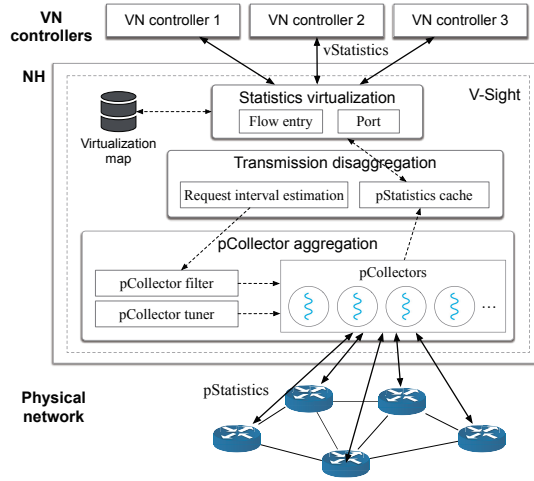 VN
controllers
VN controller 1
VN controller 2
VN controller 3
vStatistics
NH
V-Sight
Statistics virtualization
Flow entry
Port
Virtualization
map
Transmission disaggregation
Request interval estimation
pStatistics cache
pCollector aggregation
pCollector filter
pCollector tuner
pCollectors
...
pStatistics
Physical
network